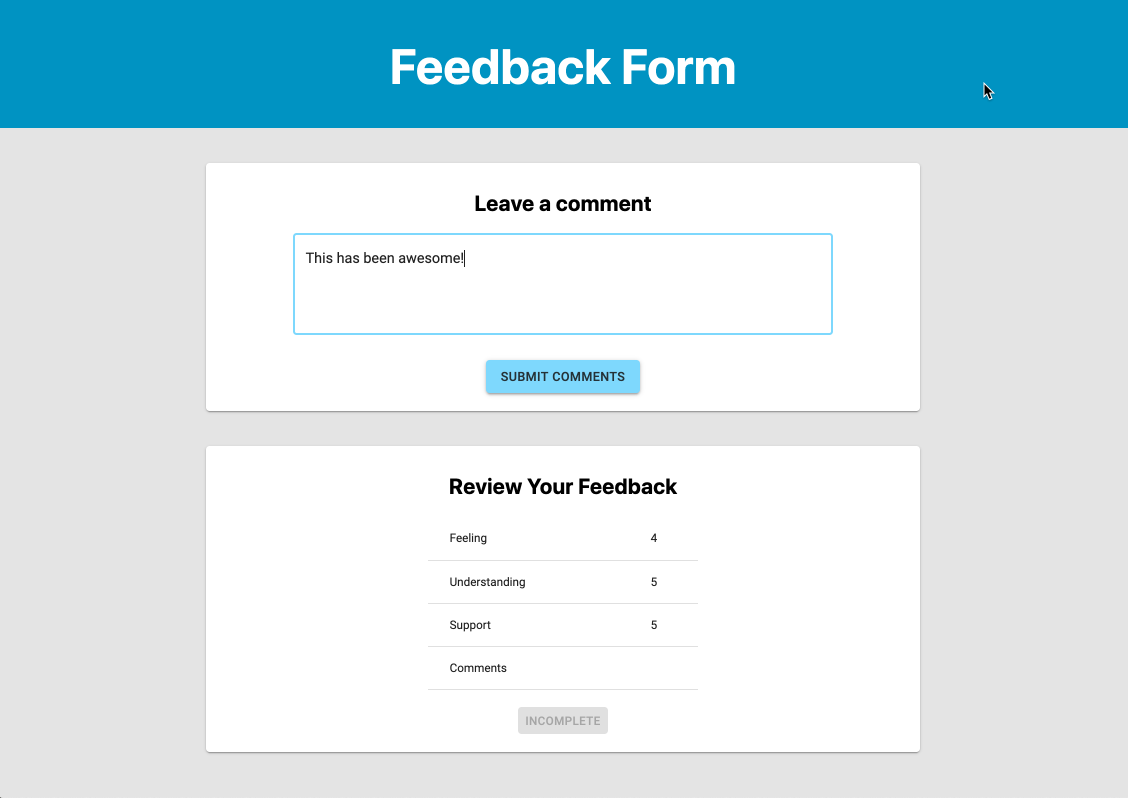 Feedback Form
Leave a comment
This has been awesome!
SUBMIT COMMENTS
Review Your Feedback
Feeling 4
Understanding 5
Support 5
Comments
INCOMPLETE